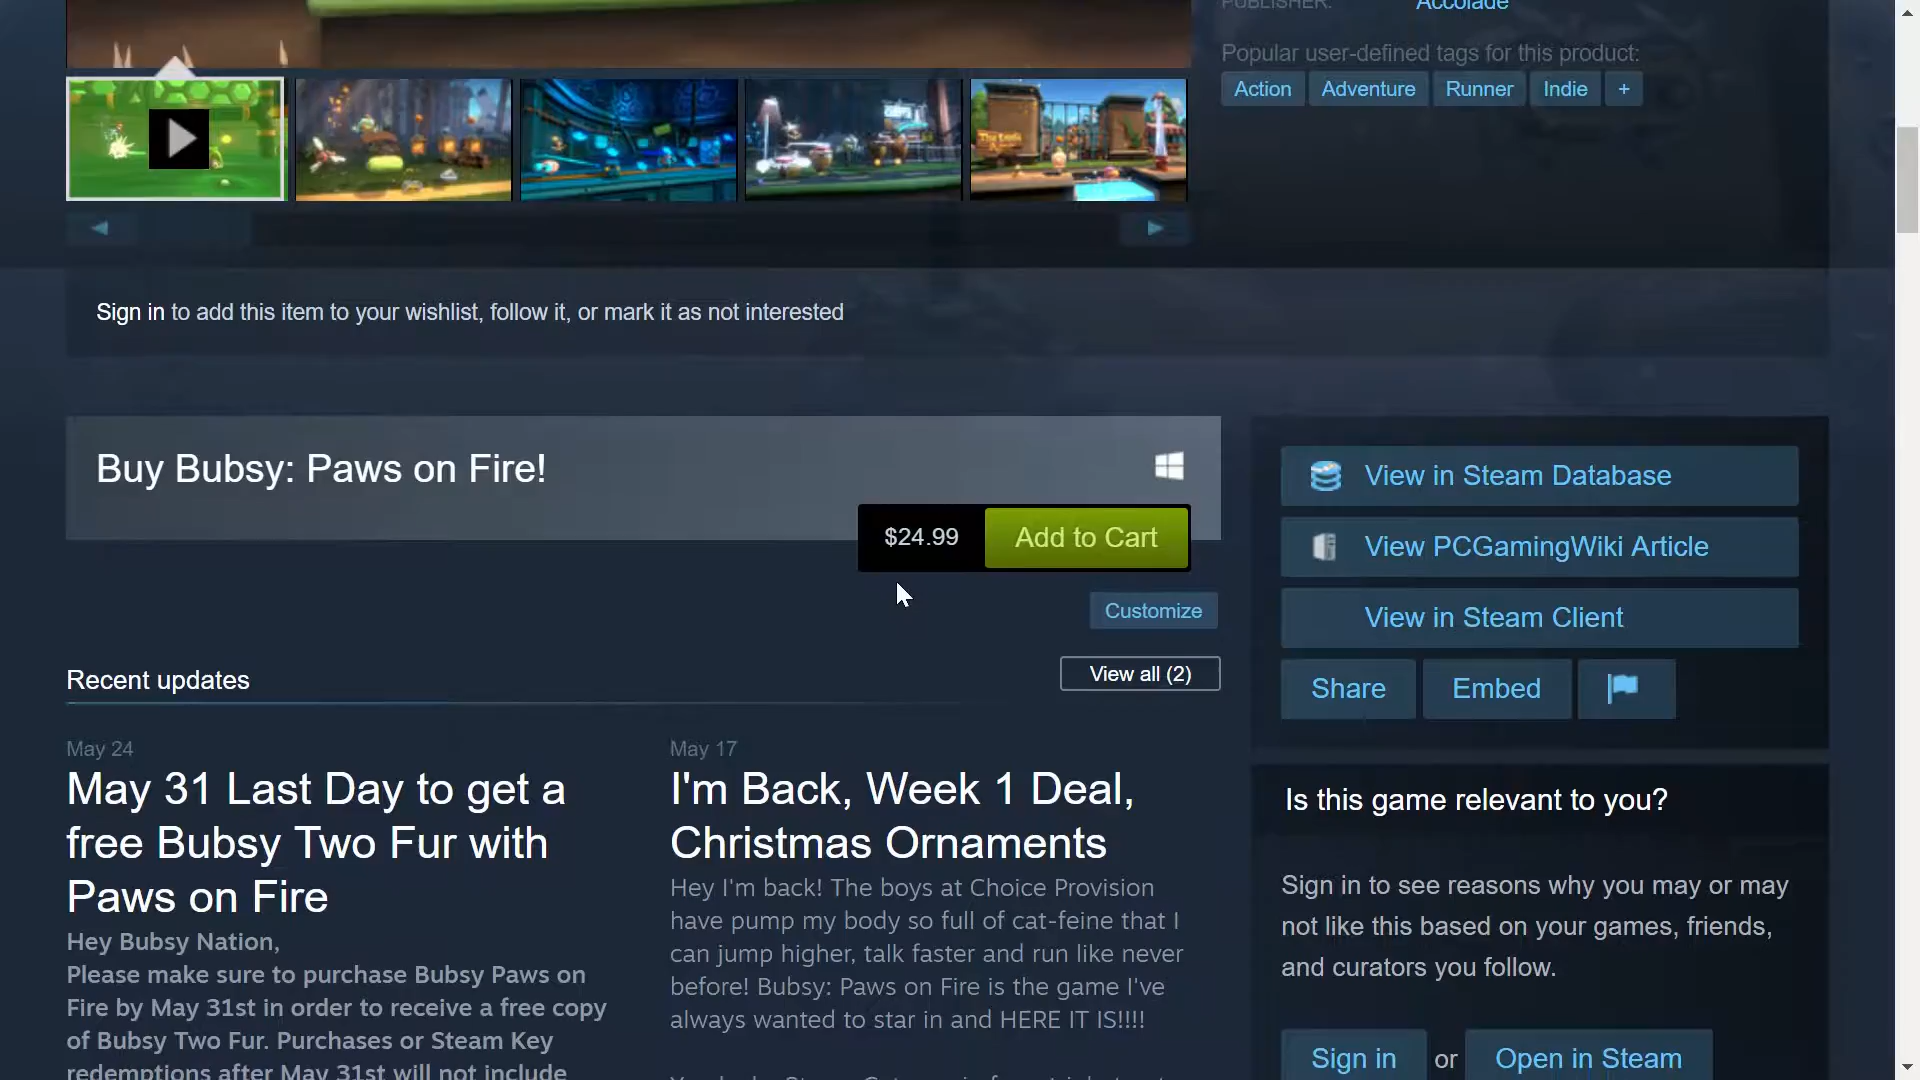 PUBLISHER: Accolade
Popular user-defined tags for this product:
Action Adventure Runner Indie +
Sign in to add this item to your wishlist, follow it, or mark it as not interested
Buy Bubsy: Paws on Fire!
$24.99 Add to Cart
Customize
Recent updates
View all (2)
May 24
May 31 Last Day to get a
free Bubsy Two Fur with
Paws on Fire
Hey Bubsy Nation,
Please make sure to purchase Bubsy Paws on
Fire by May 31st in order to receive a free copy
of Bubsy Two Fur. Purchases or Steam Key
redemptions after May 31st will not include
May 17
I'm Back, Week 1 Deal,
Christmas Ornaments
Hey I'm back! The boys at Choice Provision
have pump my body so full of cat-feine that I
can jump higher, talk faster and run like never
before! Bubsy: Paws on Fire is the game I've
always wanted to star in and HERE IT IS!!!!
View in Steam Database
View PCGamingWiki Article
View in Steam Client
Share Embed
Is this game relevant to you?
Sign in to see reasons why you may or may
not like this based on your games, friends,
and curators you follow.
Sign in or Open in Steam